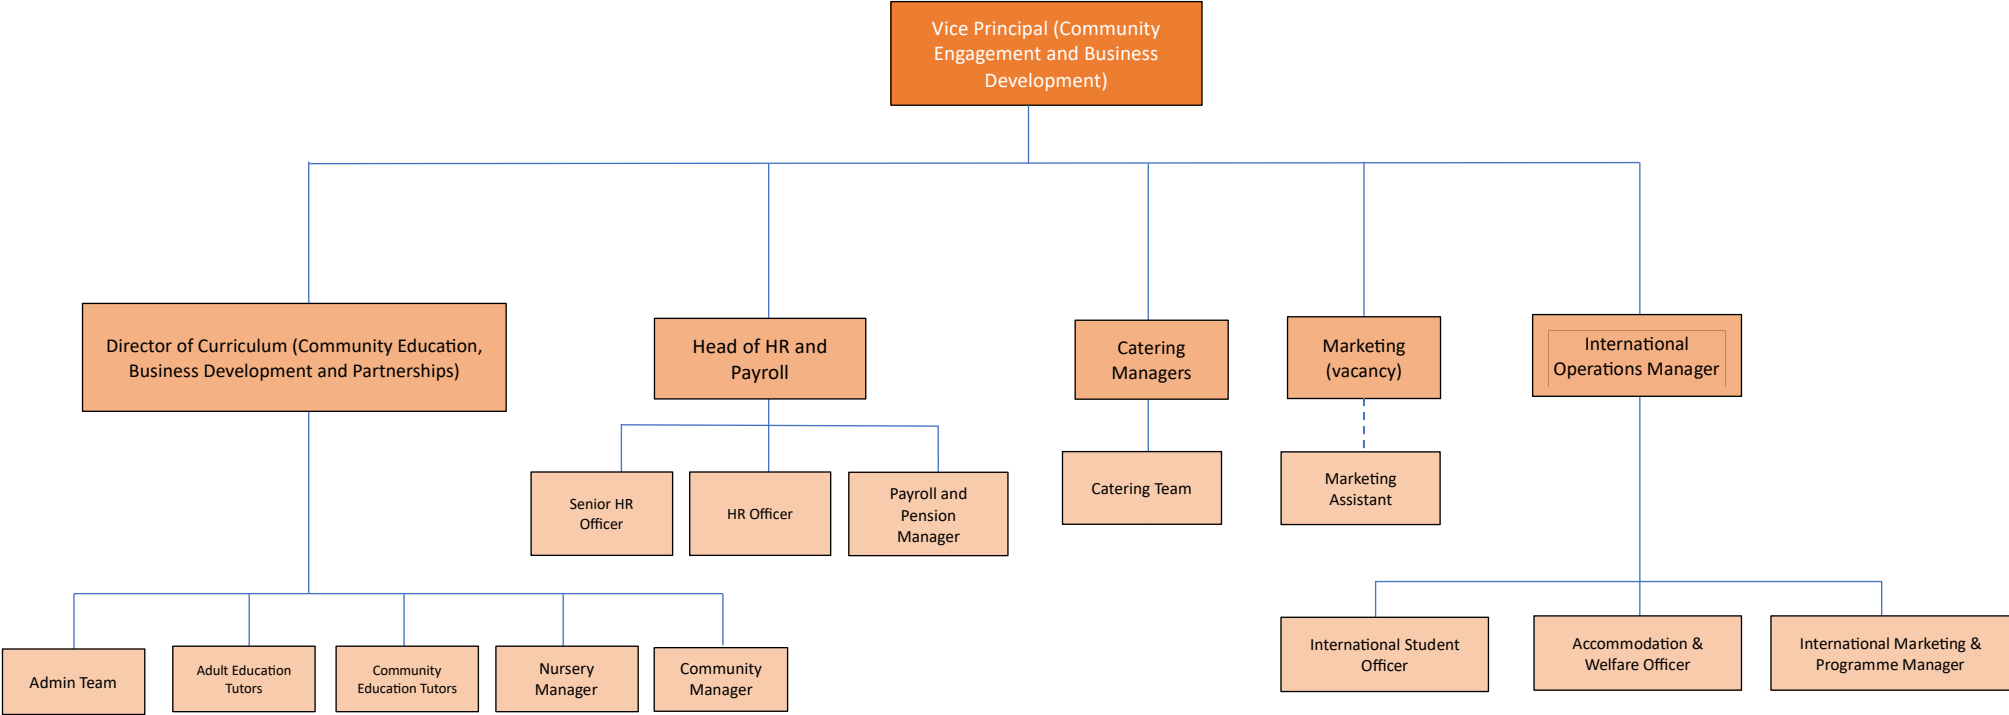 Vice Principal (Community
Engagement and Business
Development)
Director of Curriculum (Community Education,
Business Development and Partnerships)
Head of HR and
Payroll
Catering
Managers
Marketing
(vacancy)
International
Operations Manager
Senior HR
Officer
HR Officer
Payroll and
Pension
Manager
Catering Team
Marketing
Assistant
Admin Team
Adult Education
Tutors
Community
Education Tutors
Nursery
Manager
Community
Manager
International Student
Officer
Accommodation &
Welfare Officer
International Marketing &
Programme Manager